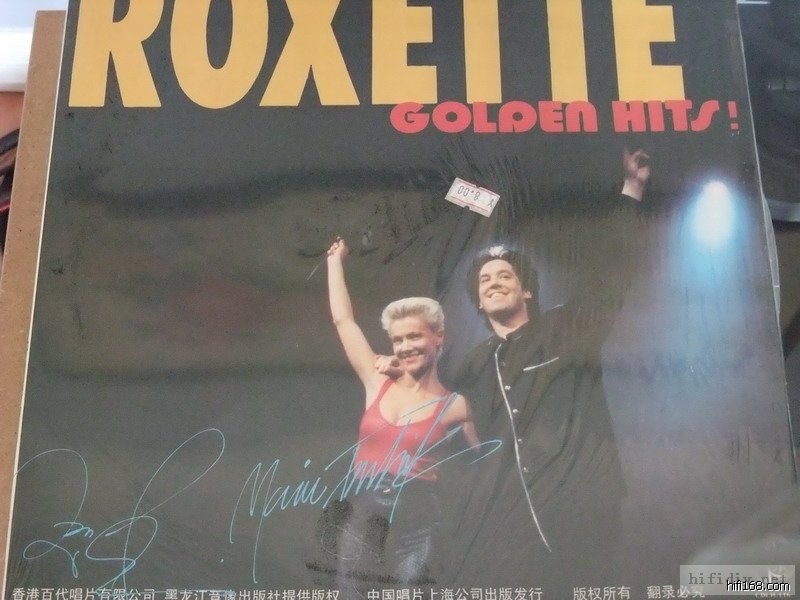 ROXETTE
GOLDEN HITS!
香港百代唱片有限公司 黑龙江音像出版社提供版权 中国唱片上海公司出版发行 版权所有 翻录必究
hifidiy.net
hifi168.com